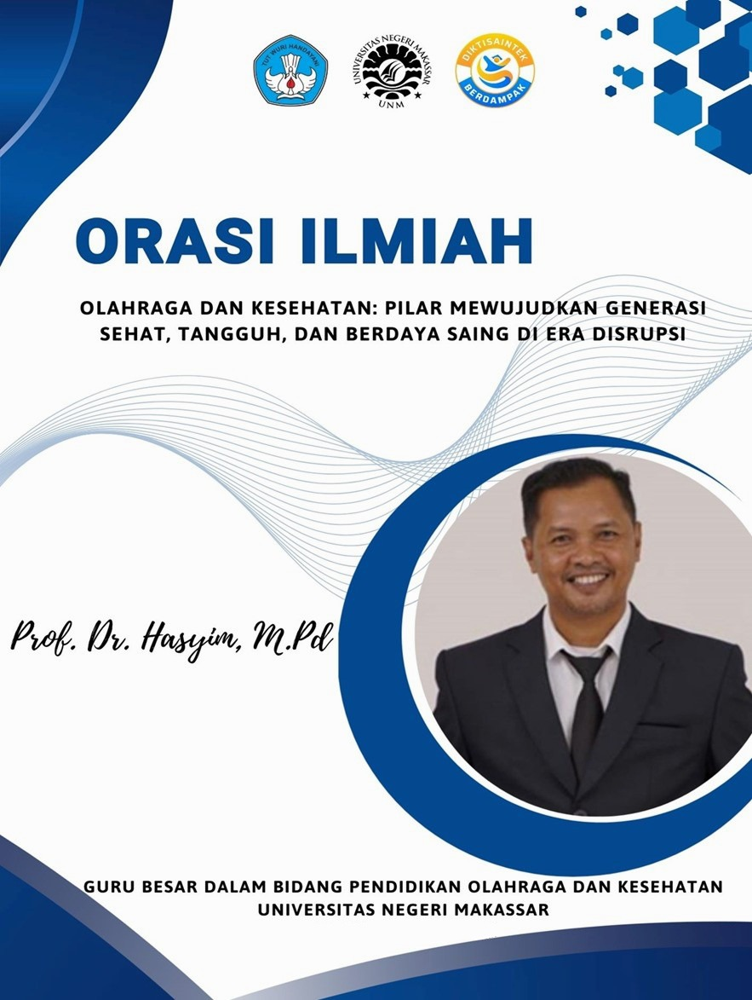 TUT WURI HANDAYANI
UNIVERSITAS NEGERI MAKASSAR
UNM
DIKTISAINTEK
BERDAMPAK
ORASI ILMIAH
OLAHRAGA DAN KESEHATAN: PILAR MEWUJUDKAN GENERASI
SEHAT, TANGGUH, DAN BERDAYA SAING DI ERA DISRUPSI
Prof. Dr. Hasyim, M.Pd
GURU BESAR DALAM BIDANG PENDIDIKAN OLAHRAGA DAN KESEHATAN
UNIVERSITAS NEGERI MAKASSAR